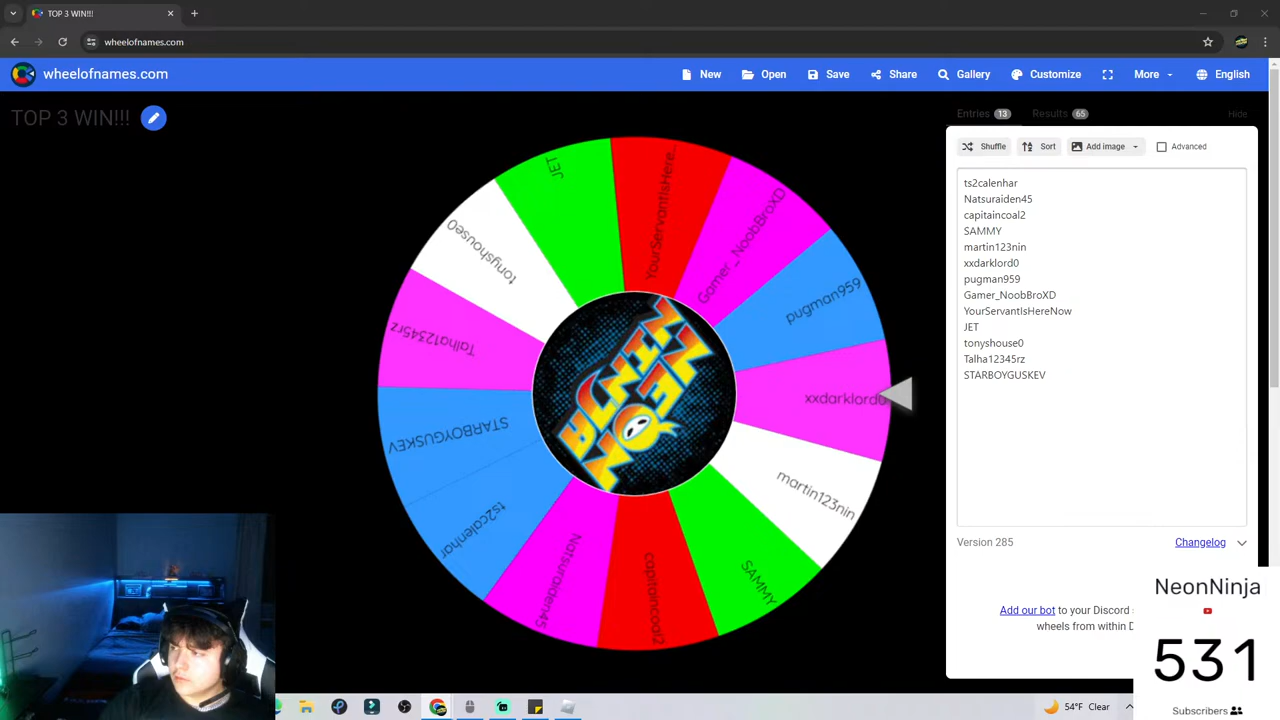 TOP 3 WIN!!!
wheelofnames.com
wheelofnames.com
New
Open
Save
Share
Gallery
Customize
More
English
TOP 3 WIN!!!
Entries 13
Results 65
Hide
Shuffle
Sort
Add image
Advanced
ts2calenhar
Natsuraiden45
capitaincoal2
SAMMY
martin123nin
xxdarklord0
pugman959
Gamer_NoobBroXD
YourServantIsHereNow
JET
tonyshouse0
Talha12345rz
STARBOYGUSKEV
JET
YourServantIsHere...
Gamer_NoobBroXD
pugman959
xxdarklord0
martin123nin
SAMMY
capitaincoal2
Natsuraiden45
ts2calenhar
STARBOYGUSKEV
Talha12345rz
tonyshouse0
NEON
NINJA
Version 285
Changelog
Add our bot to your Discord s
wheels from within D
NeonNinja
531
Subscribers
54°F Clear